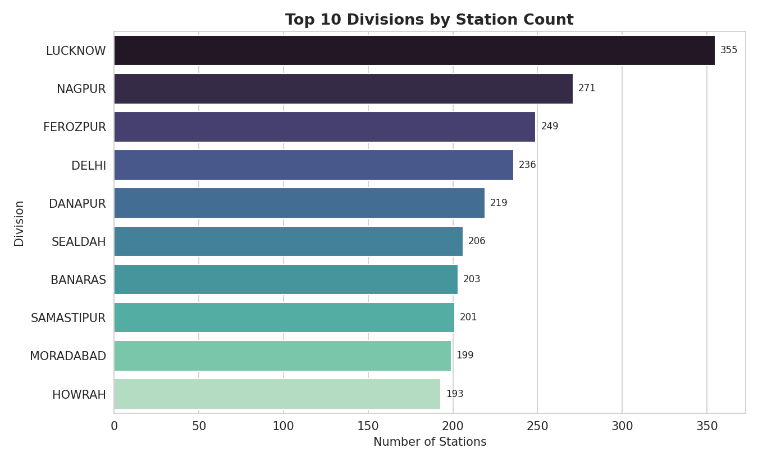 Top 10 Divisions by Station Count
Division
LUCKNOW 355
NAGPUR 271
FEROZPUR 249
DELHI 236
DANAPUR 219
SEALDAH 206
BANARAS 203
SAMASTIPUR 201
MORADABAD 199
HOWRAH 193
0 50 100 150 200 250 300 350
Number of Stations